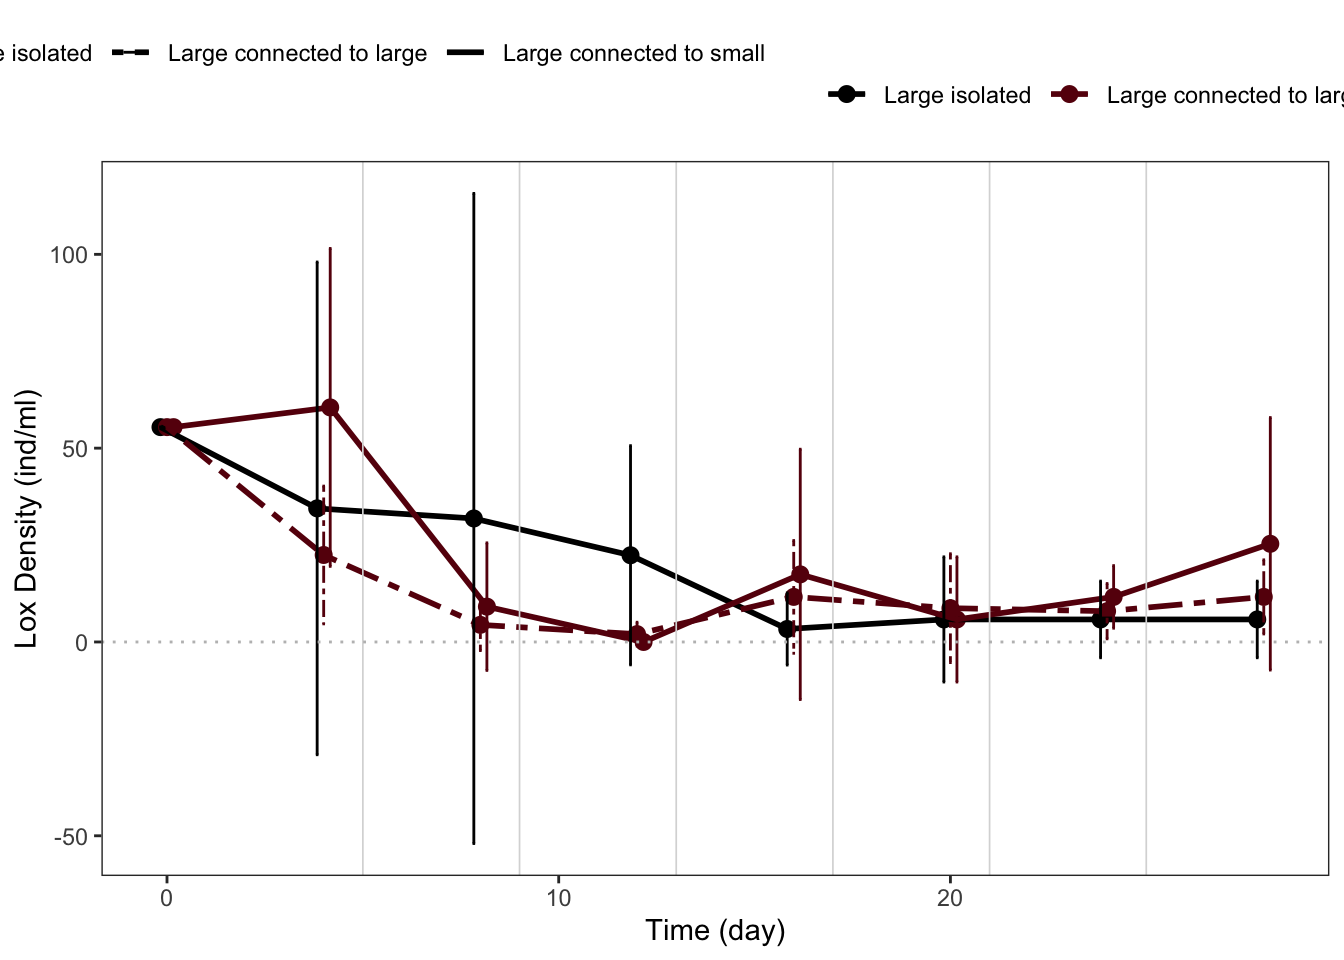 isolated Large connected to large Large connected to small
Large isolated Large connected to
Lox Density (ind/ml)
100
50
0
-50
0 10 20
Time (day)